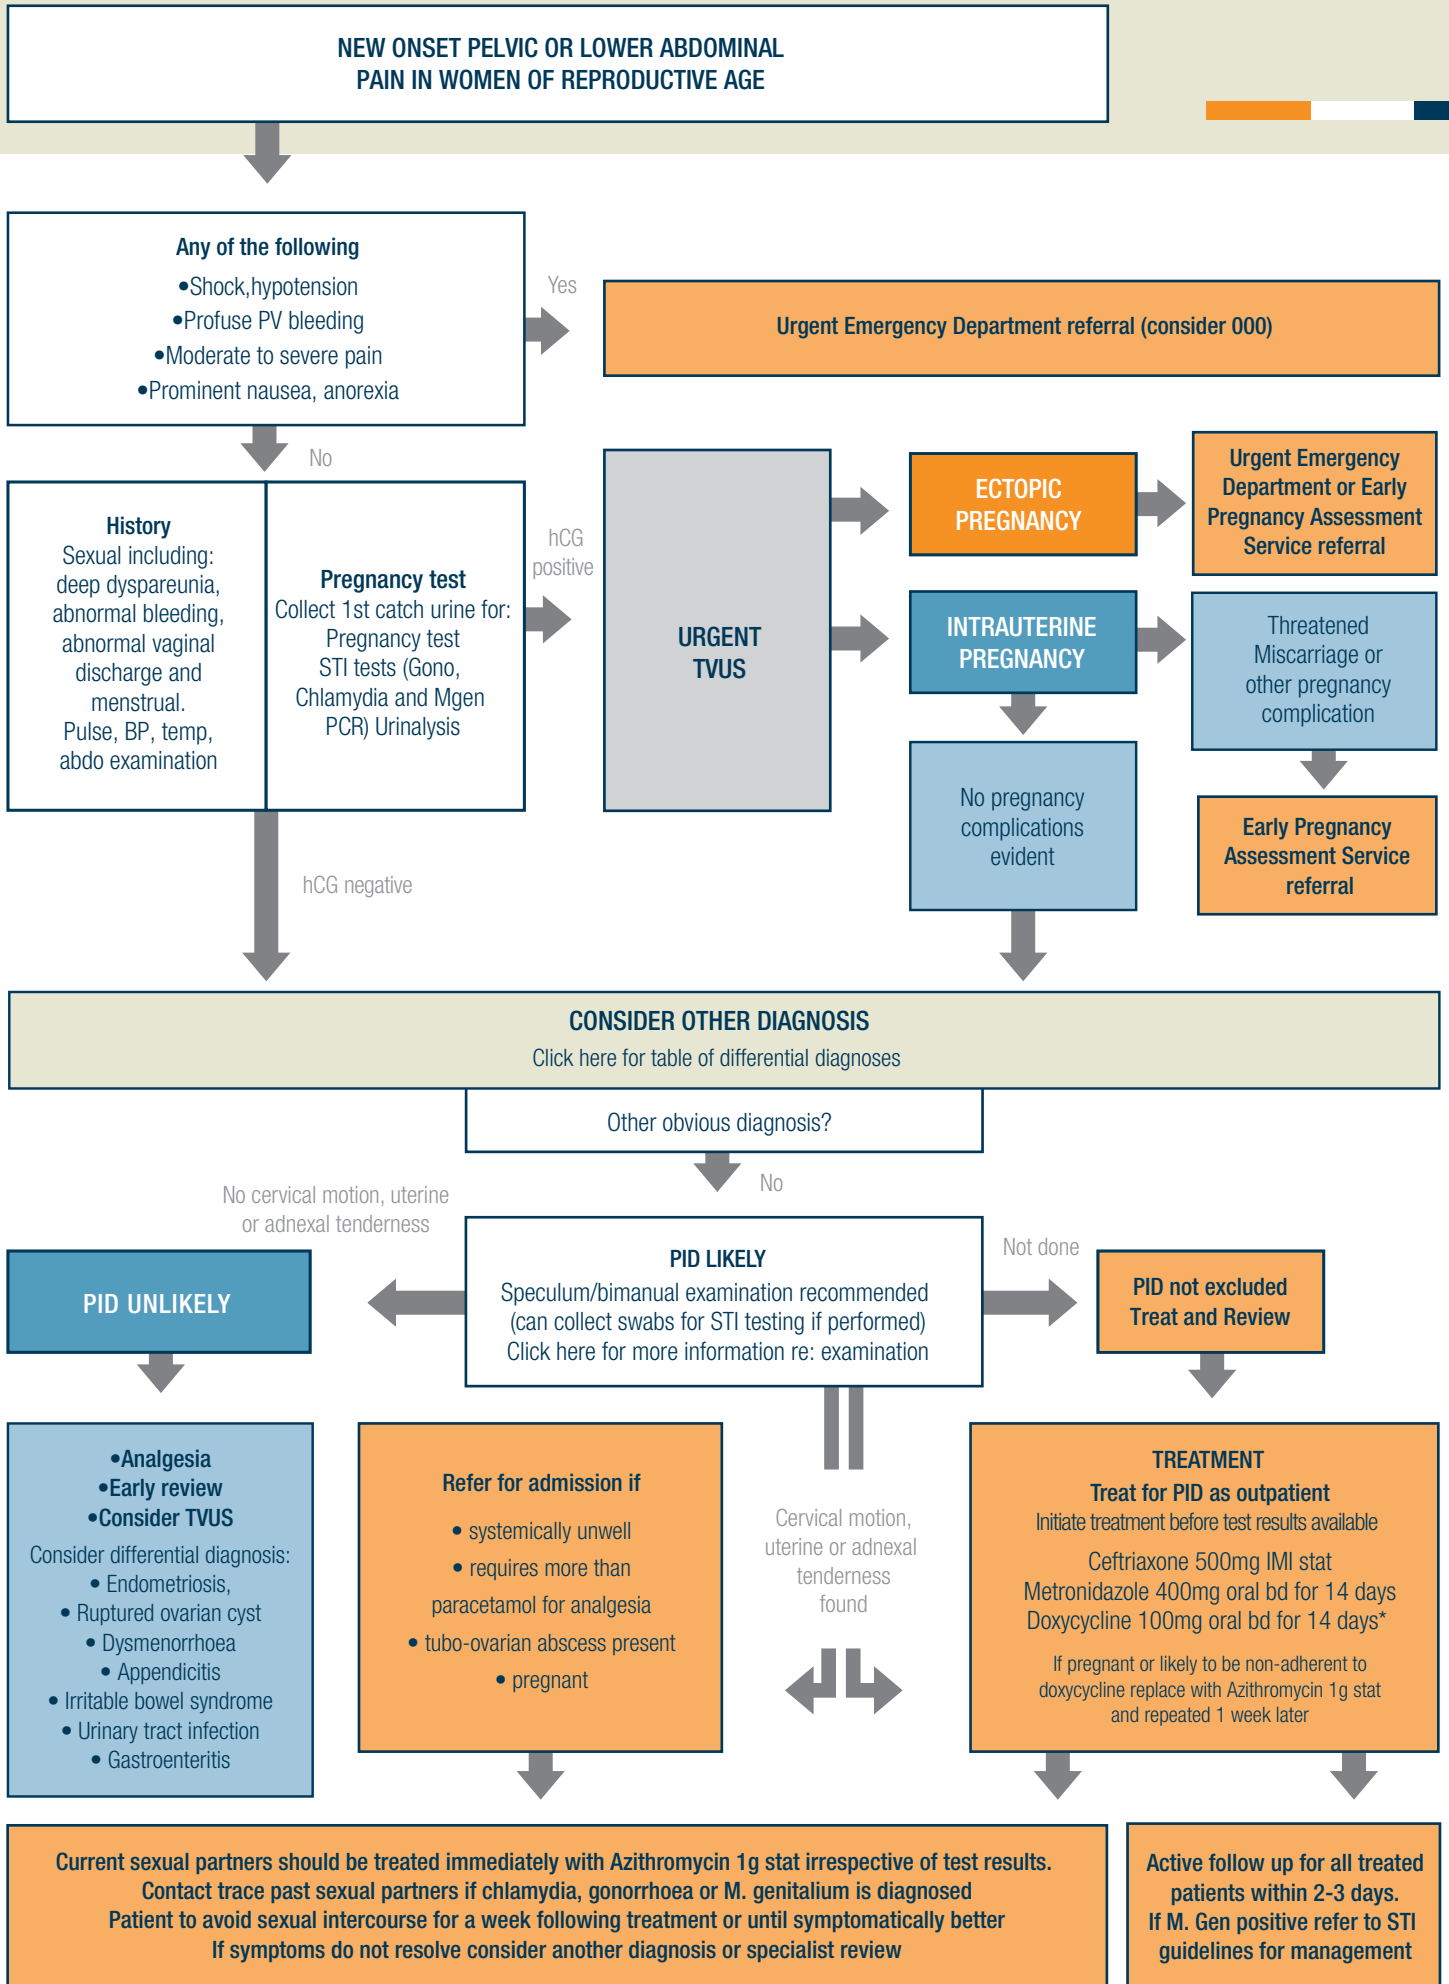 NEW ONSET PELVIC OR LOWER ABDOMINAL
PAIN IN WOMEN OF REPRODUCTIVE AGE
Any of the following
•Shock,hypotension
•Profuse PV bleeding
•Moderate to severe pain
•Prominent nausea, anorexia
Yes
Urgent Emergency Department referral (consider 000)
No
History
Sexual including:
deep dyspareunia,
abnormal bleeding,
abnormal vaginal
discharge and
menstrual.
Pulse, BP, temp,
abdo examination
Pregnancy test
Collect 1st catch urine for:
Pregnancy test
STI tests (Gono,
Chlamydia and Mgen
PCR) Urinalysis
hCG
positive
URGENT
TVUS
ECTOPIC
PREGNANCY
Urgent Emergency
Department or Early
Pregnancy Assessment
Service referral
INTRAUTERINE
PREGNANCY
Threatened
Miscarriage or
other pregnancy
complication
No pregnancy
complications
evident
Early Pregnancy
Assessment Service
referral
hCG negative
CONSIDER OTHER DIAGNOSIS
Click here for table of differential diagnoses
Other obvious diagnosis?
No
No cervical motion, uterine
or adnexal tenderness
PID UNLIKELY
PID LIKELY
Speculum/bimanual examination recommended
(can collect swabs for STI testing if performed)
Click here for more information re: examination
Not done
PID not excluded
Treat and Review
•Analgesia
•Early review
•Consider TVUS
Consider differential diagnosis:
• Endometriosis,
• Ruptured ovarian cyst
• Dysmenorrhoea
• Appendicitis
• Irritable bowel syndrome
• Urinary tract infection
• Gastroenteritis
Refer for admission if
• systemically unwell
• requires more than
paracetamol for analgesia
• tubo-ovarian abscess present
• pregnant
Cervical motion,
uterine or adnexal
tenderness
found
TREATMENT
Treat for PID as outpatient
Initiate treatment before test results available
Ceftriaxone 500mg IMI stat
Metronidazole 400mg oral bd for 14 days
Doxycycline 100mg oral bd for 14 days*
If pregnant or likely to be non-adherent to
doxycycline replace with Azithromycin 1g stat
and repeated 1 week later
Current sexual partners should be treated immediately with Azithromycin 1g stat irrespective of test results.
Contact trace past sexual partners if chlamydia, gonorrhoea or M. genitalium is diagnosed
Patient to avoid sexual intercourse for a week following treatment or until symptomatically better
If symptoms do not resolve consider another diagnosis or specialist review
Active follow up for all treated
patients within 2-3 days.
If M. Gen positive refer to STI
guidelines for management